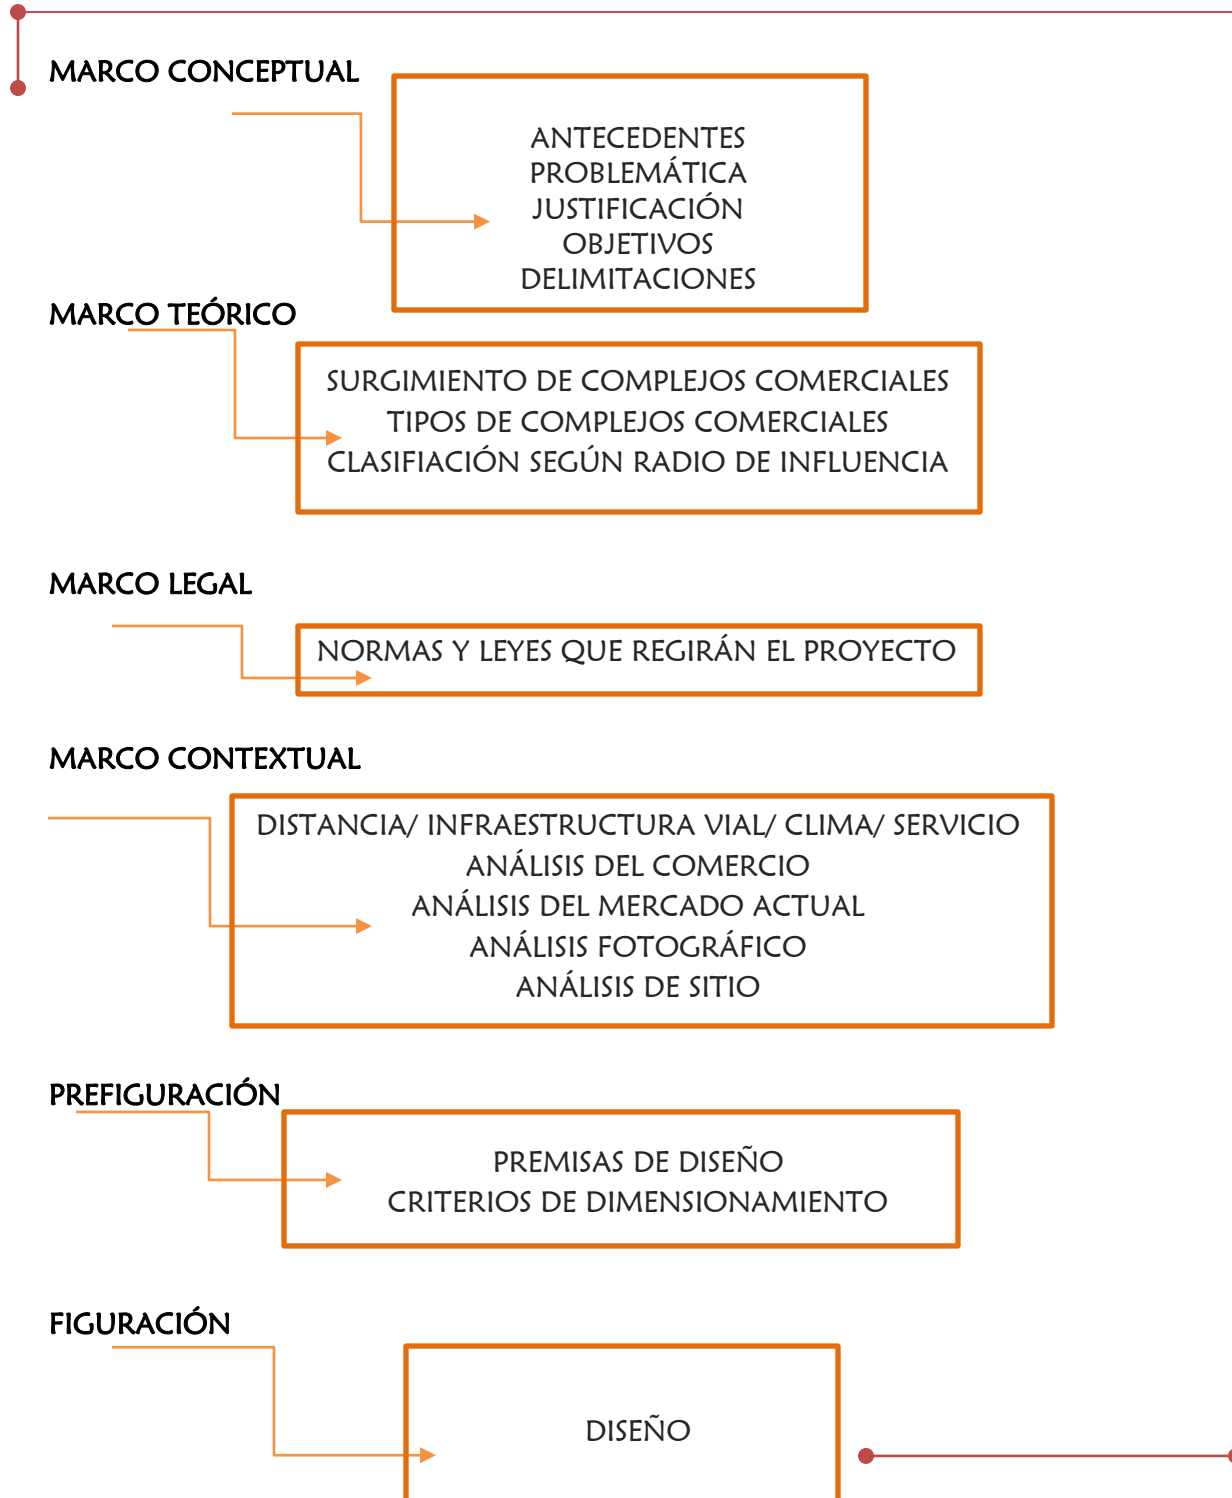 MARCO CONCEPTUAL
ANTECEDENTES
PROBLEMÁTICA
JUSTIFICACIÓN
OBJETIVOS
DELIMITACIONES
MARCO TEÓRICO
SURGIMIENTO DE COMPLEJOS COMERCIALES
TIPOS DE COMPLEJOS COMERCIALES
CLASIFIACIÓN SEGÚN RADIO DE INFLUENCIA
MARCO LEGAL
NORMAS Y LEYES QUE REGIRÁN EL PROYECTO
MARCO CONTEXTUAL
DISTANCIA/ INFRAESTRUCTURA VIAL/ CLIMA/ SERVICIO
ANÁLISIS DEL COMERCIO
ANÁLISIS DEL MERCADO ACTUAL
ANÁLISIS FOTOGRÁFICO
ANÁLISIS DE SITIO
PREFIGURACIÓN
PREMISAS DE DISEÑO
CRITERIOS DE DIMENSIONAMIENTO
FIGURACIÓN
DISEÑO